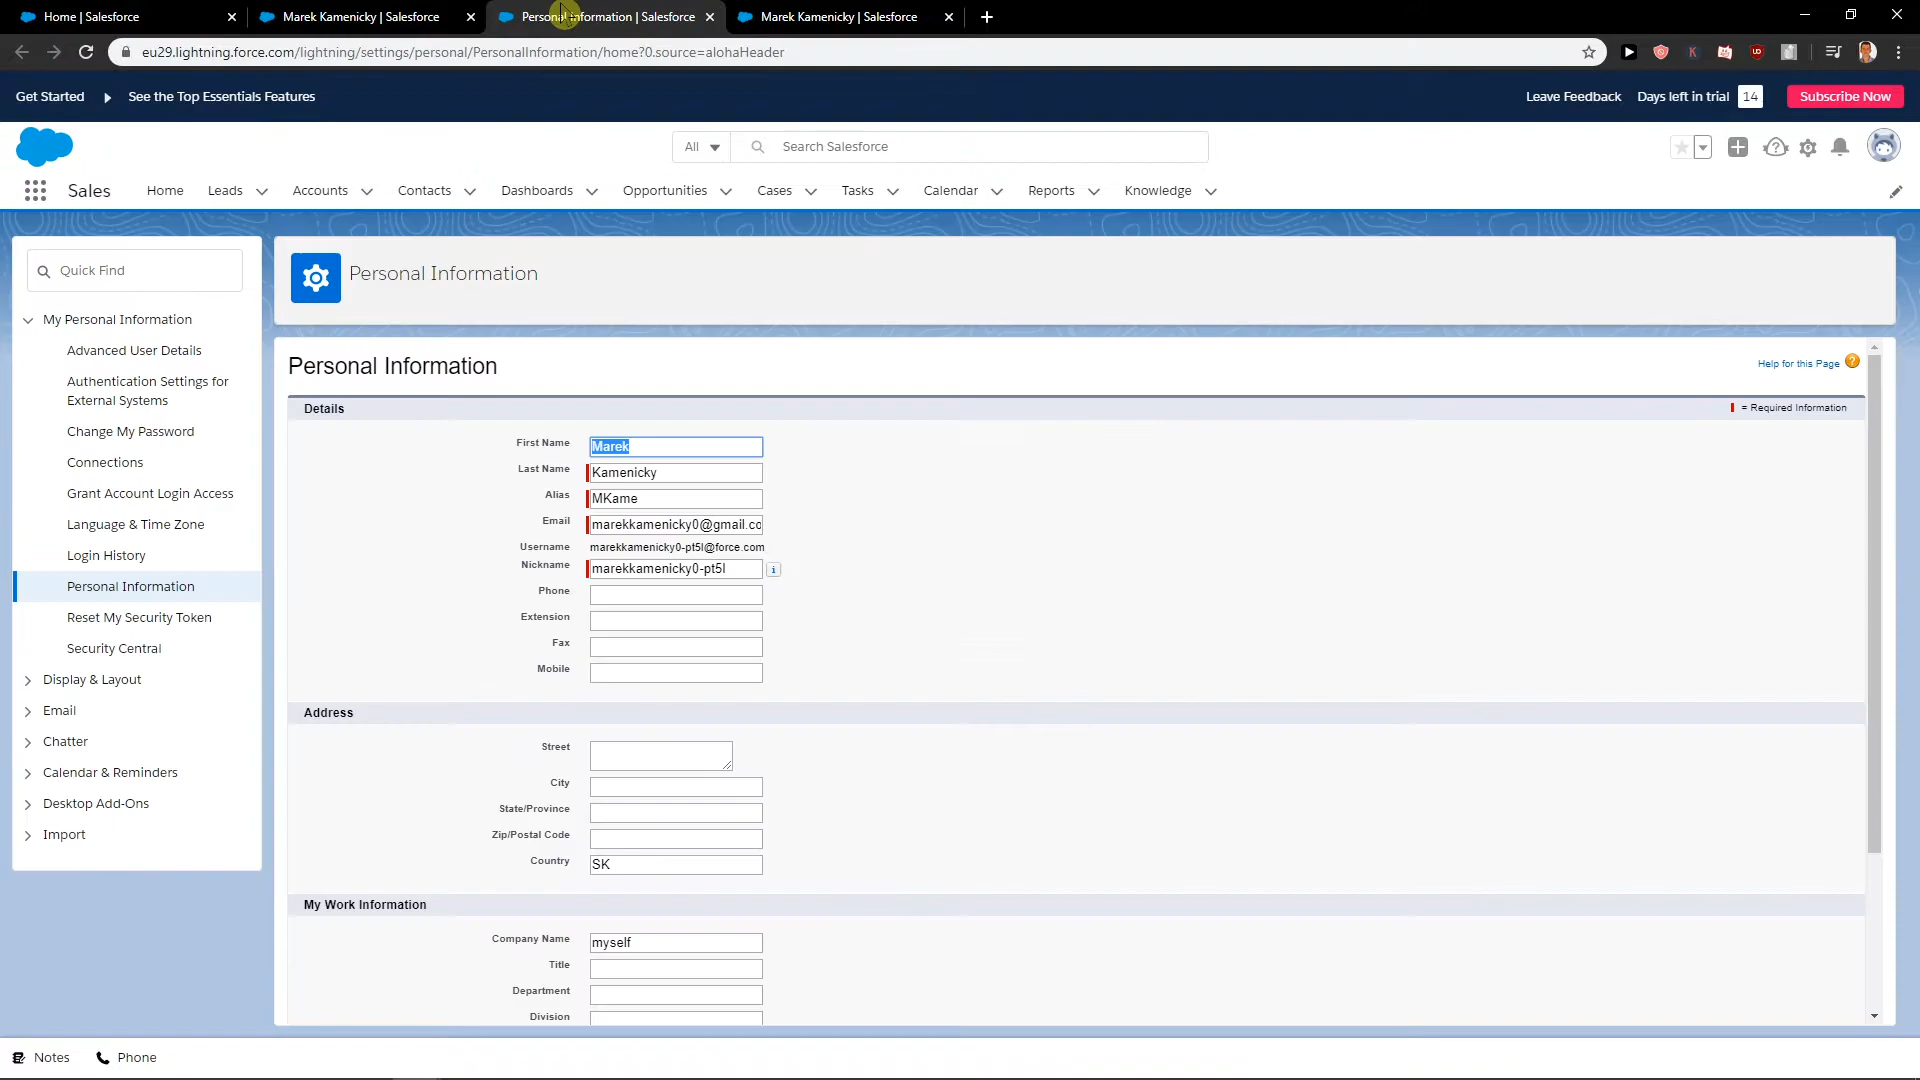 Home | Salesforce
Marek Kamenicky | Salesforce
Personal Information | Salesforce
Marek Kamenicky | Salesforce
eu29.lightning.force.com/lightning/settings/personal/PersonalInformation/home?0.source=alohaHeader
Get Started
See the Top Essentials Features
Leave Feedback
Days left in trial 14
Subscribe Now
All
Search Salesforce
Sales
Home
Leads
Accounts
Contacts
Dashboards
Opportunities
Cases
Tasks
Calendar
Reports
Knowledge
Quick Find
My Personal Information
Advanced User Details
Authentication Settings for
External Systems
Change My Password
Connections
Grant Account Login Access
Language & Time Zone
Login History
Personal Information
Reset My Security Token
Security Central
Display & Layout
Email
Chatter
Calendar & Reminders
Desktop Add-Ons
Import
Personal Information
Personal Information
Help for this Page
Details
= Required Information
First Name Marek
Last Name Kamenicky
Alias MKame
Email marekkamenicky0@gmail.co
Username marekkamenicky0-pt5l@force.com
Nickname marekkamenicky0-pt5l
Phone
Extension
Fax
Mobile
Address
Street
City
State/Province
Zip/Postal Code
Country SK
My Work Information
Company Name myself
Title
Department
Division
Notes
Phone